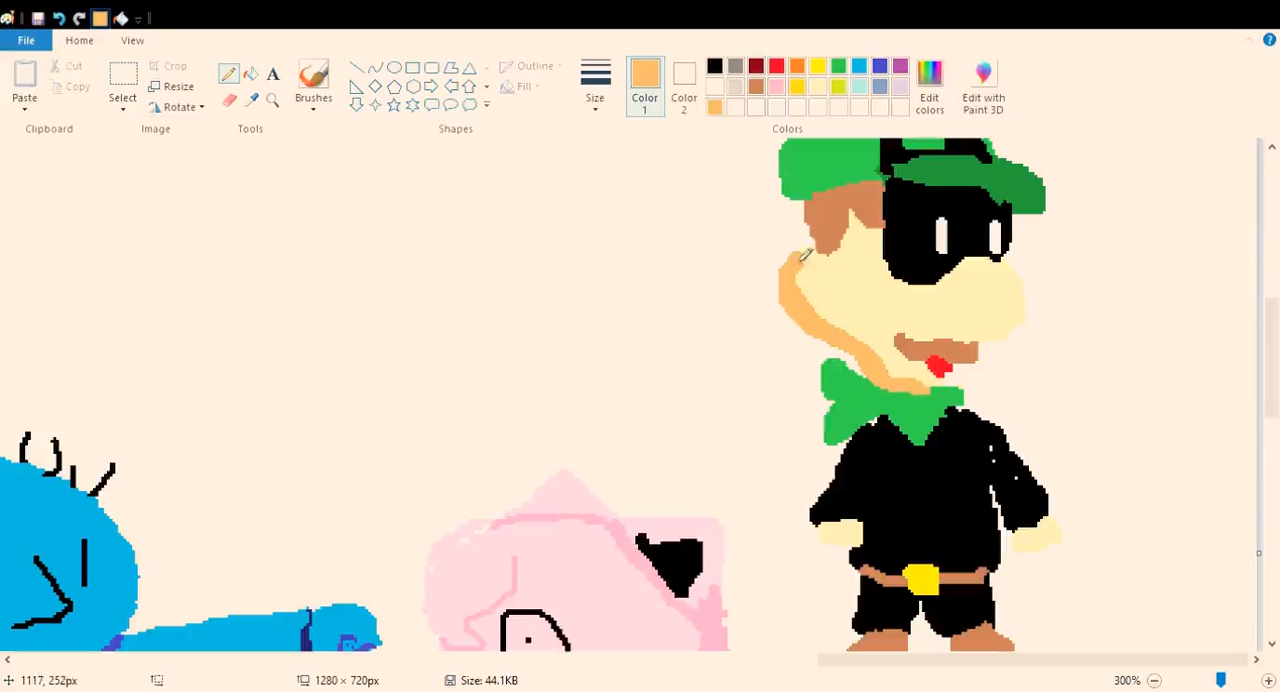 File Home View
Paste Cut Copy
Clipboard
Select Crop Resize Rotate
Image
A
Tools
Brushes
Outline Fill
Shapes
Size
Color 1 Color 2
Edit colors
Edit with Paint 3D
Colors
1117, 252px 1280 × 720px Size: 44.1KB 300%